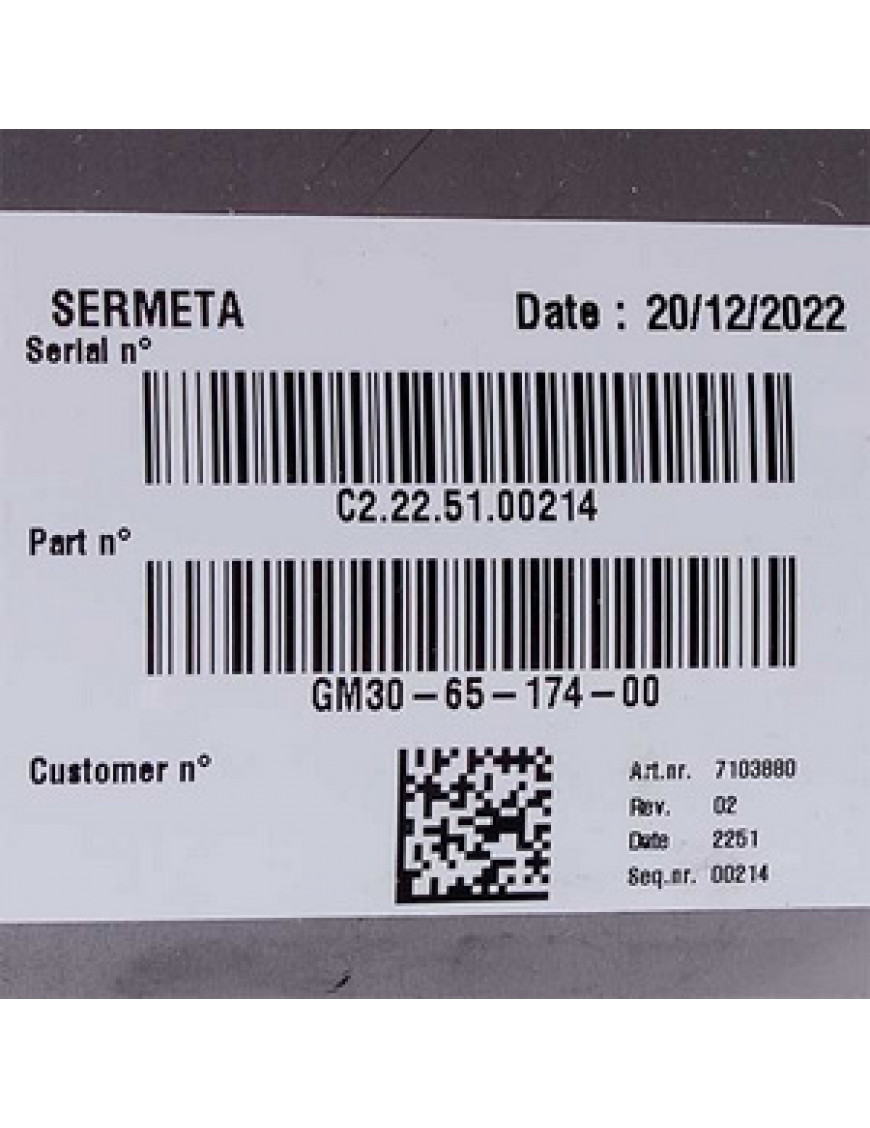 SERMETA Date : 20/12/2022
Serial n°
C2.22.51.00214
Part n°
GM30-65-174-00
Customer n°
Art.nr. 7103880
Rev. 02
Date 2251
Seq.nr. 00214